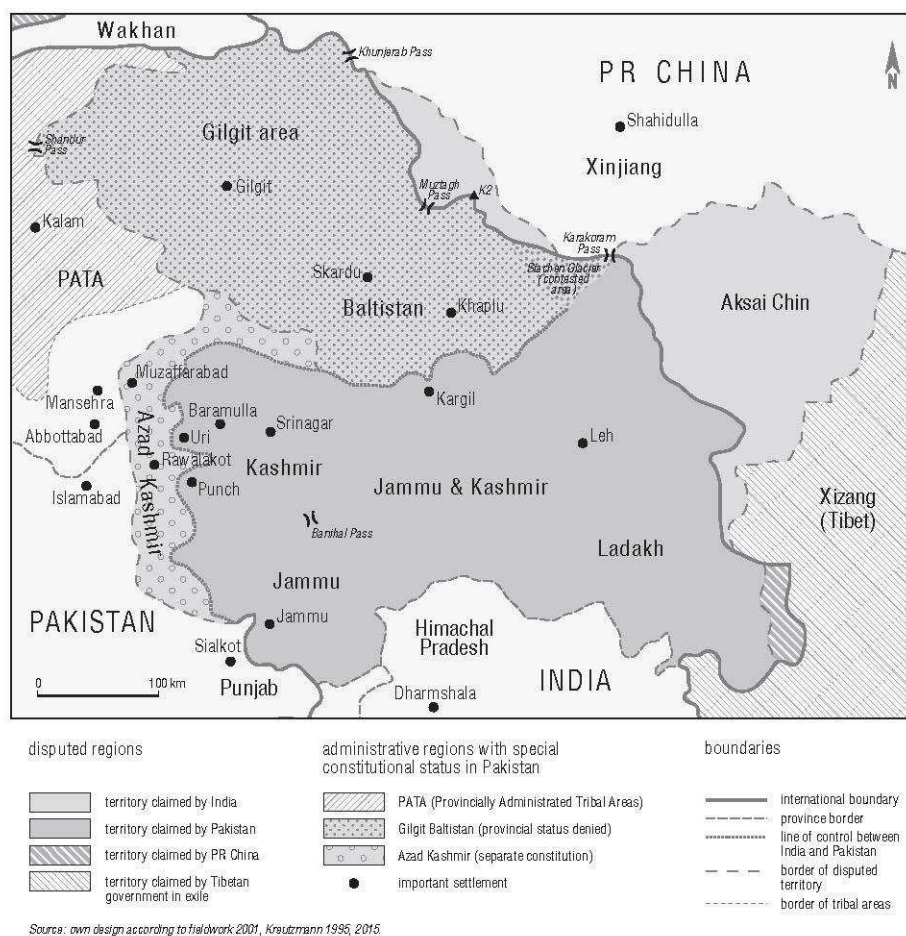 Wakhan
Khunjerab Pass
PR CHINA
N
Shandur
Pass
Gilgit area
Shahidulla
Xinjiang
Gilgit
Muztagh
Pass
K2
Kalam
Karakoram
Pass
PATA
Skardu
Siachen Glacier
(contested
area)
Baltistan
Khaplu
Aksai Chin
Muzaffarabad
Mansehra
Kargil
Baramulla
Abbottabad
Azad
Kashmir
Uri
Srinagar
Leh
Rawalakot
Kashmir
Islamabad
Punch
Jammu & Kashmir
Xizang
(Tibet)
Banihal Pass
Ladakh
Jammu
PAKISTAN
Jammu
Himachal
Pradesh
Sialkot
INDIA
0 100 km
Punjab
Dharmshala
disputed regions
territory claimed by India
territory claimed by Pakistan
territory claimed by PR China
territory claimed by Tibetan
government in exile
administrative regions with special
constitutional status in Pakistan
PATA (Provincially Administrated Tribal Areas)
Gilgit Baltistan (provincial status denied)
Azad Kashmir (separate constitution)
important settlement
boundaries
international boundary
province border
line of control between
India and Pakistan
border of disputed
territory
border of tribal areas
Source: own design according to fieldwork 2001, Kreutzmann 1995, 2015.